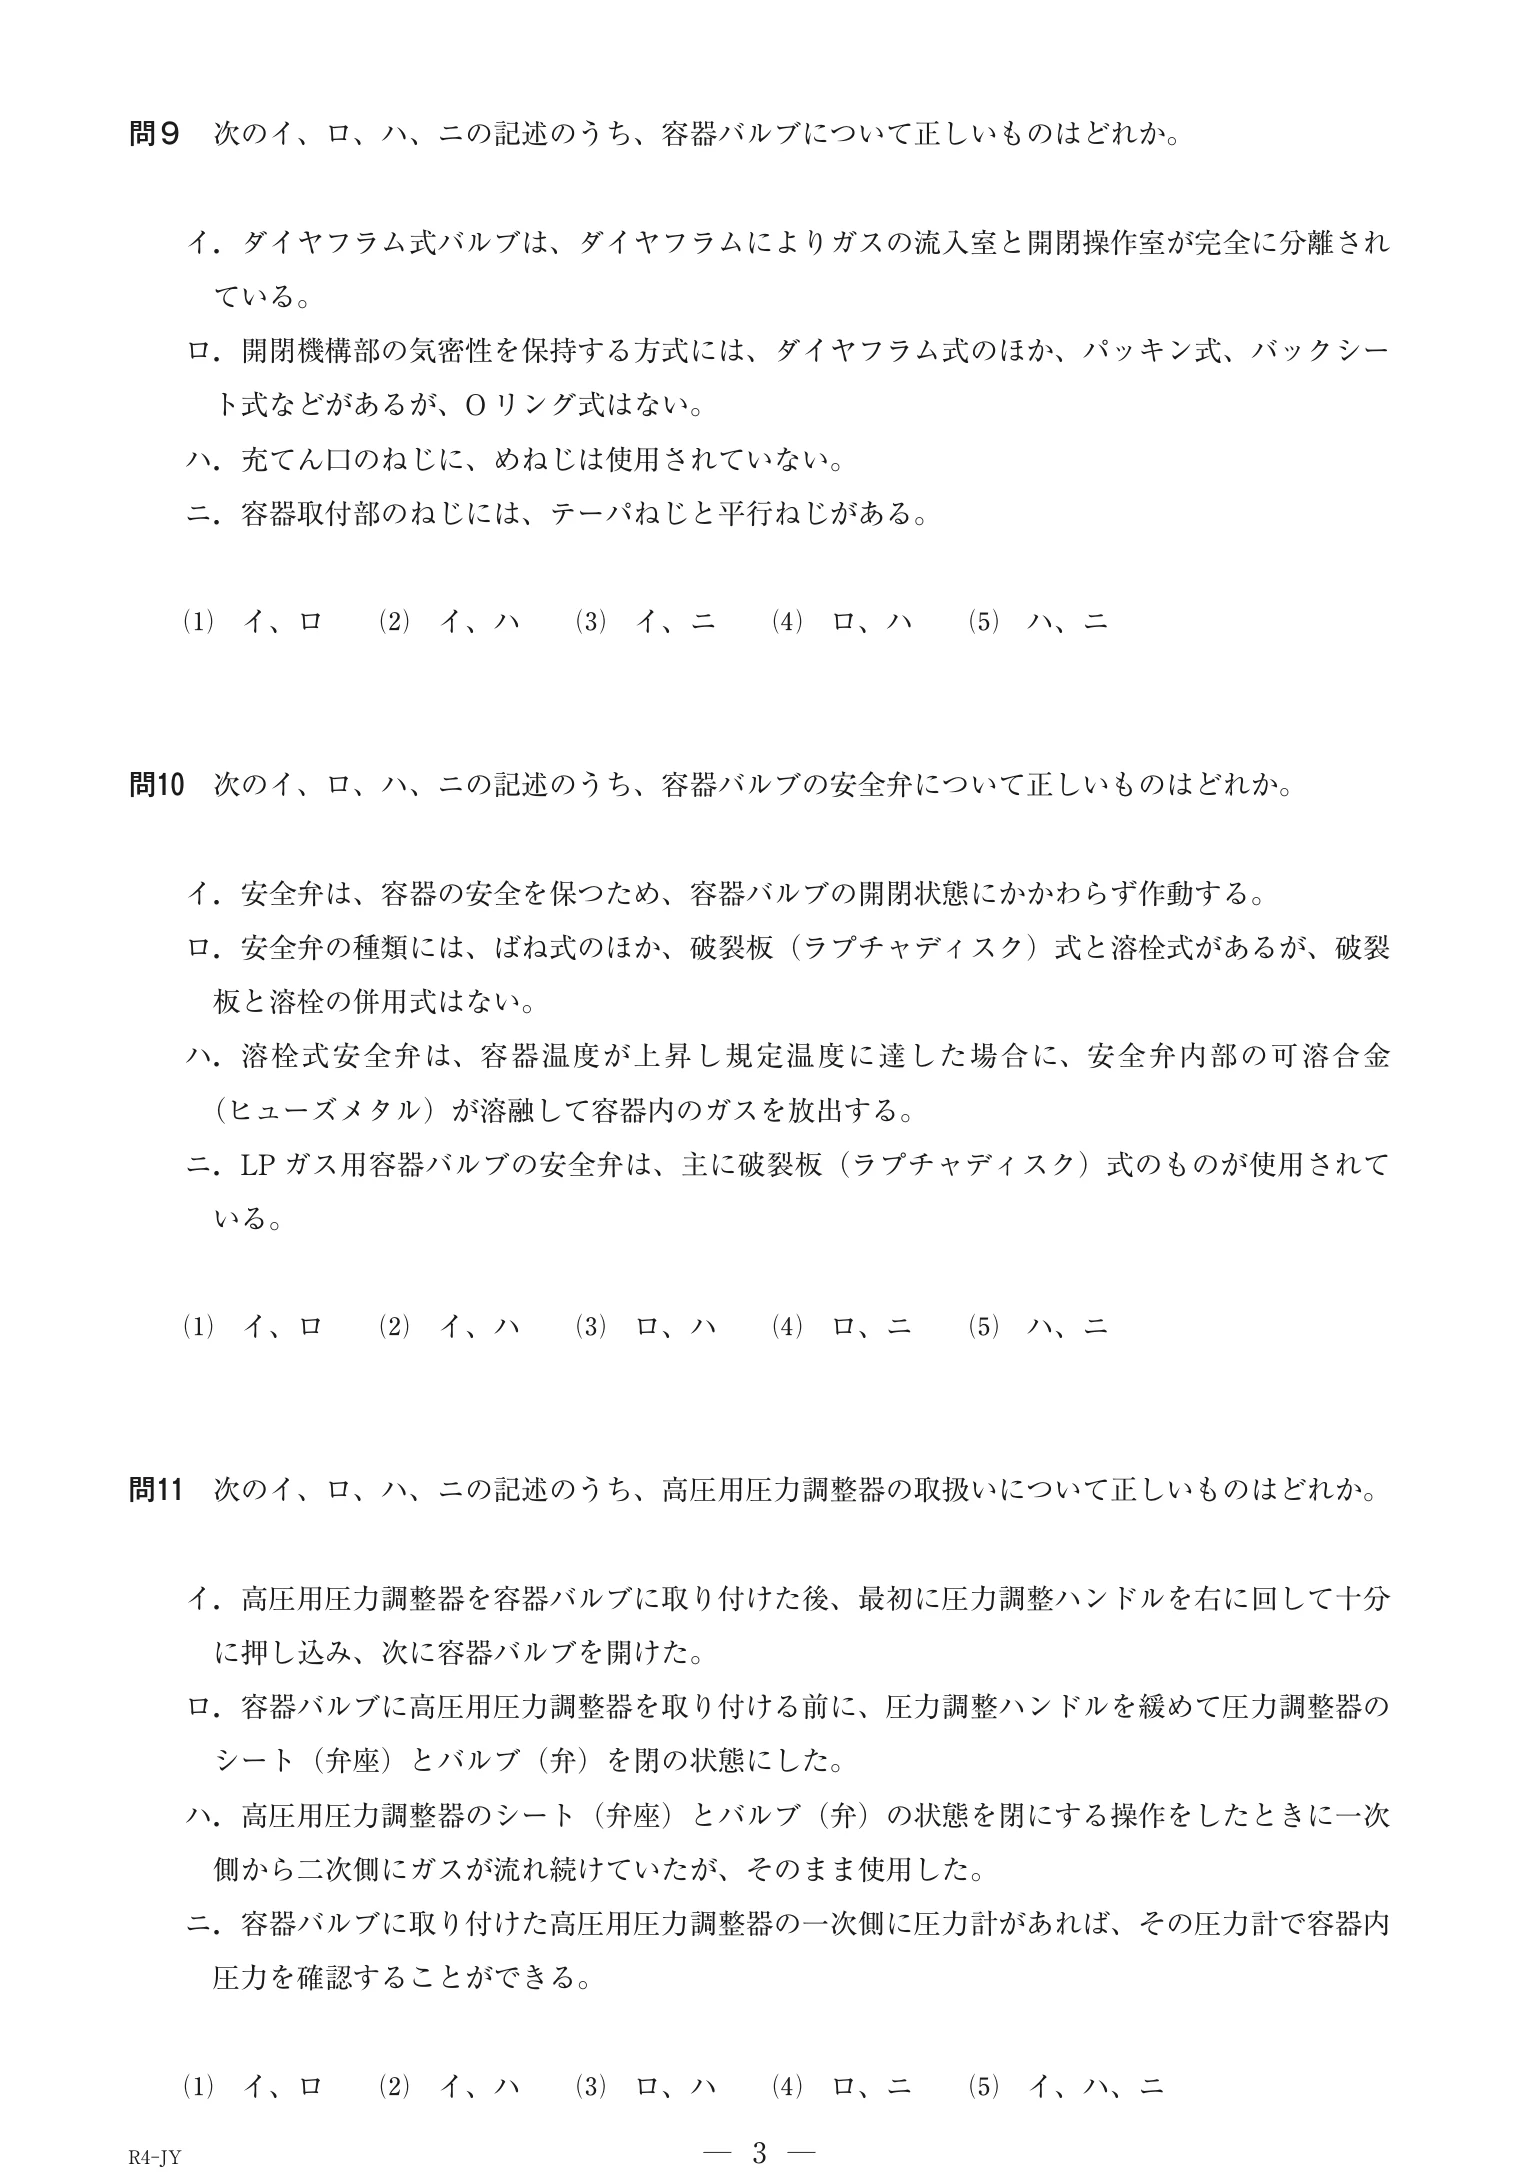 問9 次のイ、ロ、ハ、ニの記述のうち、容器バルブについて正しいものはどれか。
イ．ダイヤフラム式バルブは、ダイヤフラムによりガスの流入室と開閉操作室が完全に分離され
ている。
ロ．開閉機構部の気密性を保持する方式には、ダイヤフラム式のほか、パッキン式、バックシー
ト式などがあるが、Oリング式はない。
ハ．充てん口のねじに、めねじは使用されていない。
ニ．容器取付部のねじには、テーパねじと平行ねじがある。
(1) イ、ロ (2) イ、ハ (3) イ、ニ (4) ロ、ハ (5) ハ、ニ
問10 次のイ、ロ、ハ、ニの記述のうち、容器バルブの安全弁について正しいものはどれか。
イ．安全弁は、容器の安全を保つため、容器バルブの開閉状態にかかわらず作動する。
ロ．安全弁の種類には、ばね式のほか、破裂板（ラプチャディスク）式と溶栓式があるが、破裂
板と溶栓の併用式はない。
ハ．溶栓式安全弁は、容器温度が上昇し規定温度に達した場合に、安全弁内部の可溶合金
（ヒューズメタル）が溶融して容器内のガスを放出する。
ニ．LPガス用容器バルブの安全弁は、主に破裂板（ラプチャディスク）式のものが使用されて
いる。
(1) イ、ロ (2) イ、ハ (3) ロ、ハ (4) ロ、ニ (5) ハ、ニ
問11 次のイ、ロ、ハ、ニの記述のうち、高圧用圧力調整器の取扱いについて正しいものはどれか。
イ．高圧用圧力調整器を容器バルブに取り付けた後、最初に圧力調整ハンドルを右に回して十分
に押し込み、次に容器バルブを開けた。
ロ．容器バルブに高圧用圧力調整器を取り付ける前に、圧力調整ハンドルを緩めて圧力調整器の
シート（弁座）とバルブ（弁）を閉の状態にした。
ハ．高圧用圧力調整器のシート（弁座）とバルブ（弁）の状態を閉にする操作をしたときに一次
側から二次側にガスが流れ続けていたが、そのまま使用した。
ニ．容器バルブに取り付けた高圧用圧力調整器の一次側に圧力計があれば、その圧力計で容器内
圧力を確認することができる。
(1) イ、ロ (2) イ、ハ (3) ロ、ハ (4) ロ、ニ (5) イ、ハ、ニ
R4-JY — 3 —